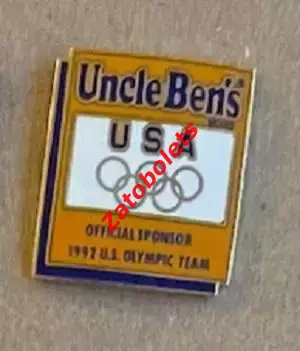 Uncle Ben's
USA
OFFICIAL SPONSOR
1992 U.S. OLYMPIC TEAM
Zatobolets